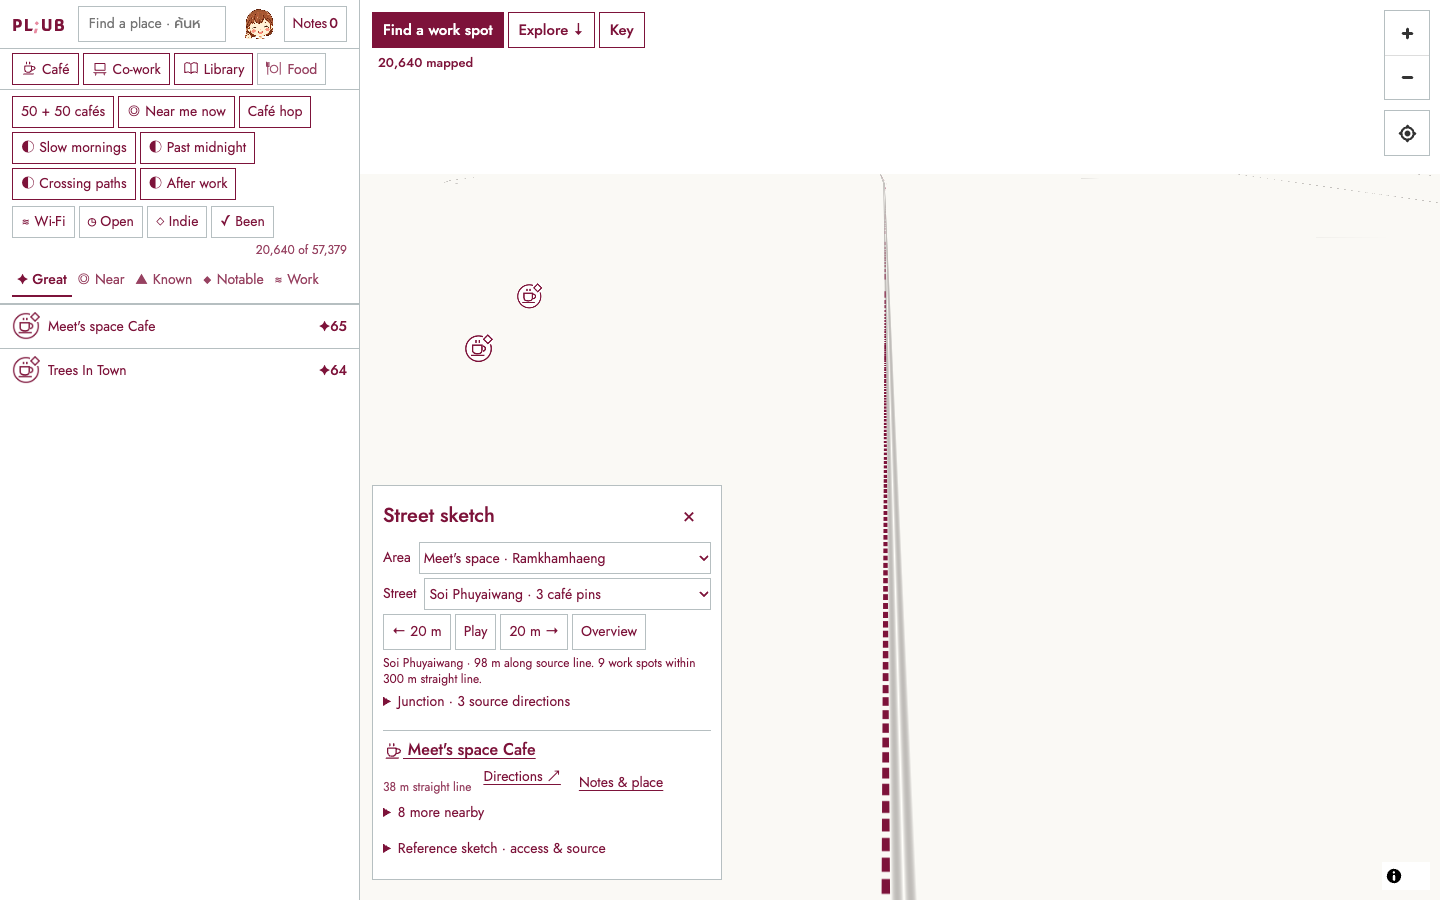 PL;UB
Find a place · ค้นห
Notes 0
Café
Co-work
Library
Food
50 + 50 cafés
Near me now
Café hop
Slow mornings
Past midnight
Crossing paths
After work
Wi-Fi
Open
Indie
Been
20,640 of 57,379
Great
Near
Known
Notable
Work
Meet's space Cafe
65
Trees In Town
64
Find a work spot
Explore ↓
Key
20,640 mapped
Street sketch
Area
Meet's space · Ramkhamhaeng
Street
Soi Phuyaiwang · 3 café pins
← 20 m
Play
20 m →
Overview
Soi Phuyaiwang · 98 m along source line. 9 work spots within
300 m straight line.
Junction · 3 source directions
Meet's space Cafe
38 m straight line
Directions ↗
Notes & place
8 more nearby
Reference sketch · access & source